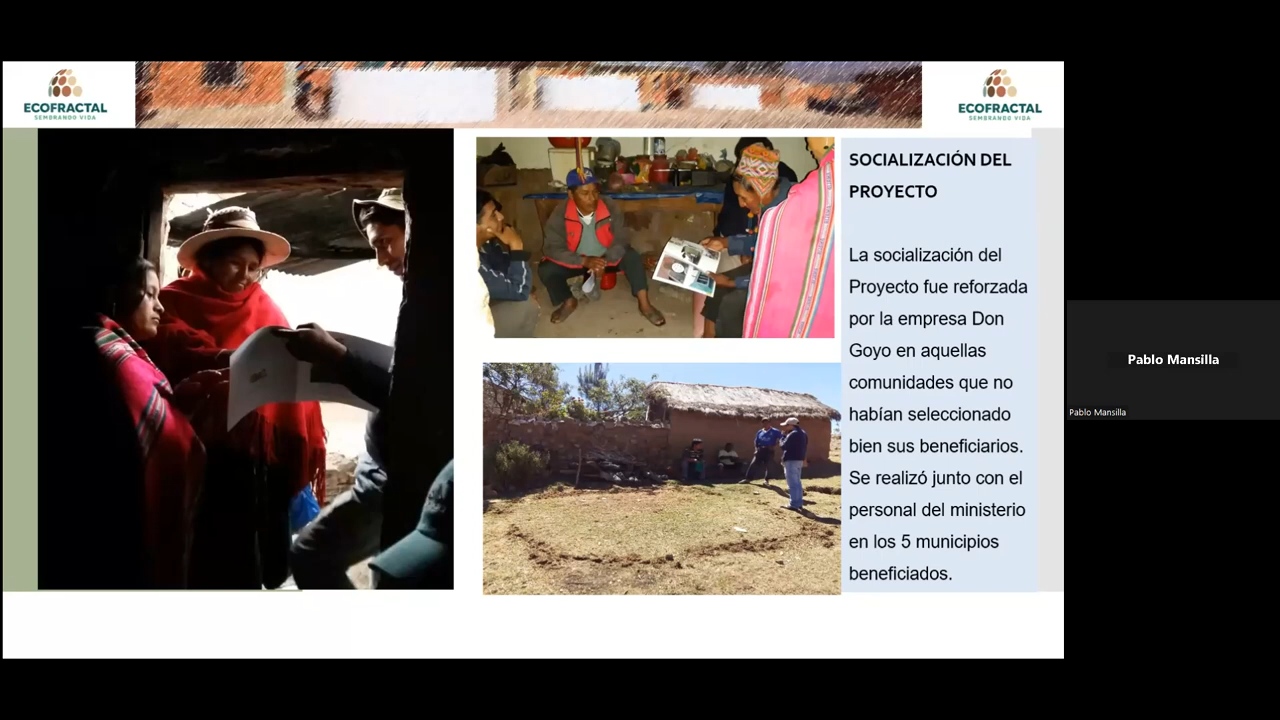 ECOFRACTAL
SEMBRANDO VIDA
ECOFRACTAL
SEMBRANDO VIDA
SOCIALIZACIÓN DEL
PROYECTO
La socialización del
Proyecto fue reforzada
por la empresa Don
Goyo en aquellas
comunidades que no
habían seleccionado
bien sus beneficiarios.
Se realizó junto con el
personal del ministerio
en los 5 municipios
beneficiados.
Pablo Mansilla
Pablo Mansilla